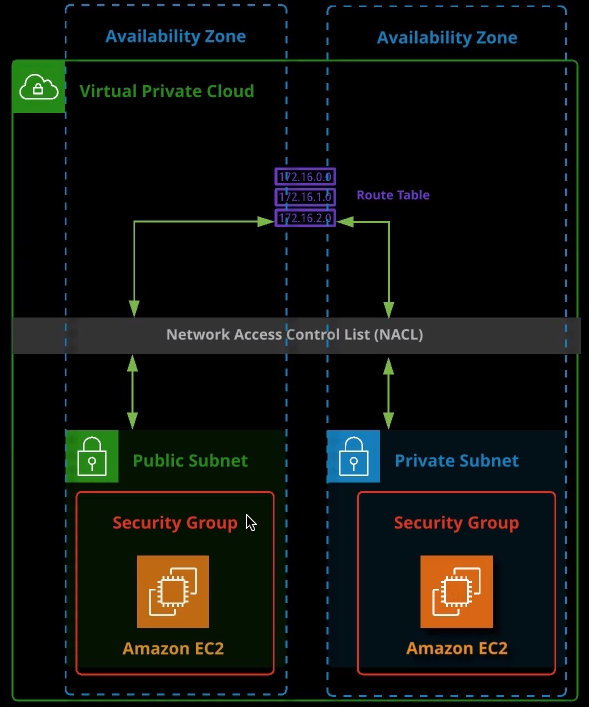 Availability Zone
Availability Zone
Virtual Private Cloud
172.16.0.0
172.16.1.0
172.16.2.0
Route Table
Network Access Control List (NACL)
Public Subnet
Private Subnet
Security Group
Security Group
Amazon EC2
Amazon EC2